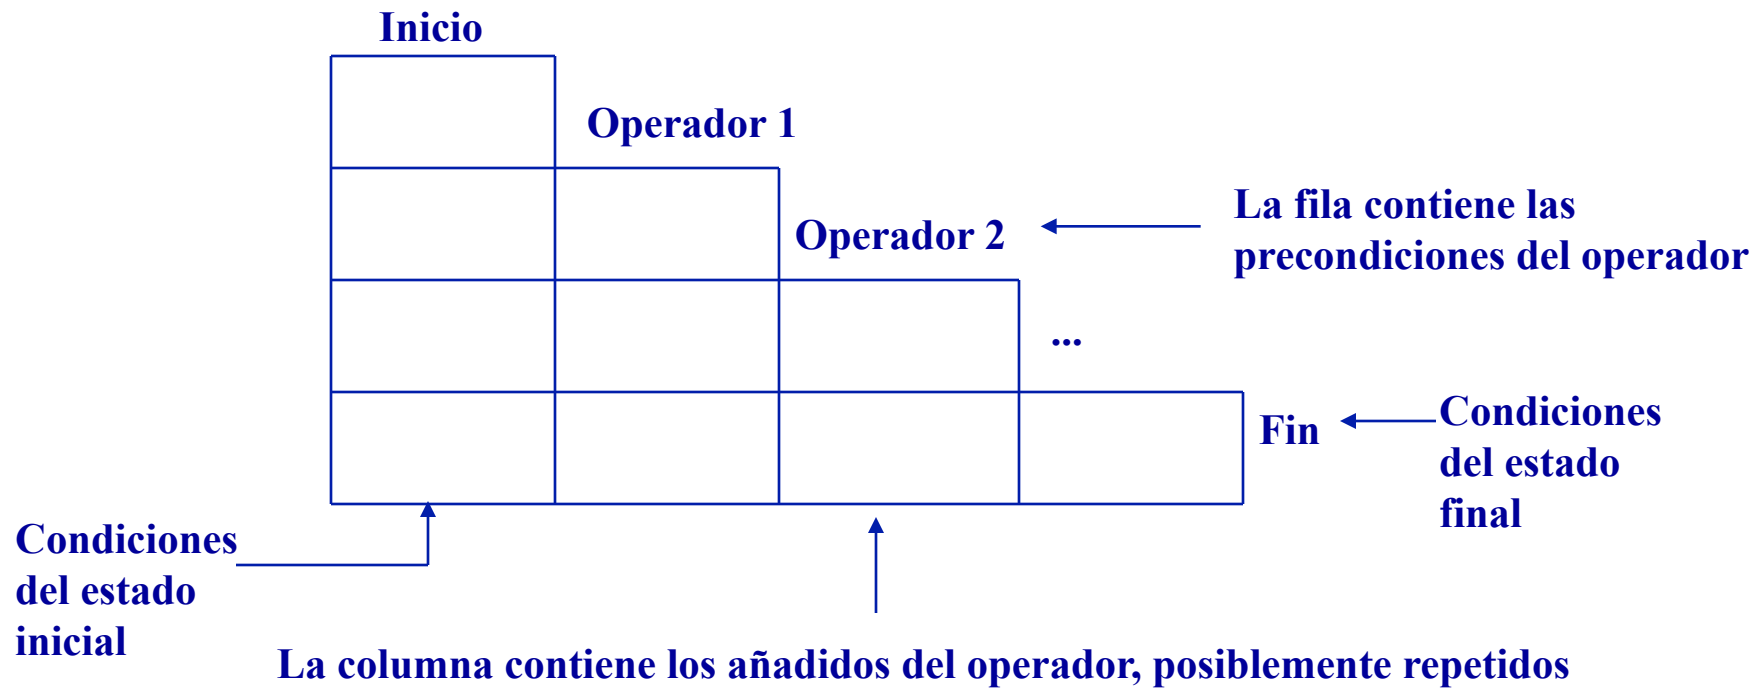 Inicio
Operador 1
Operador 2
La fila contiene las
precondiciones del operador
...
Fin
Condiciones
del estado
final
Condiciones
del estado
inicial
La columna contiene los añadidos del operador, posiblemente repetidos